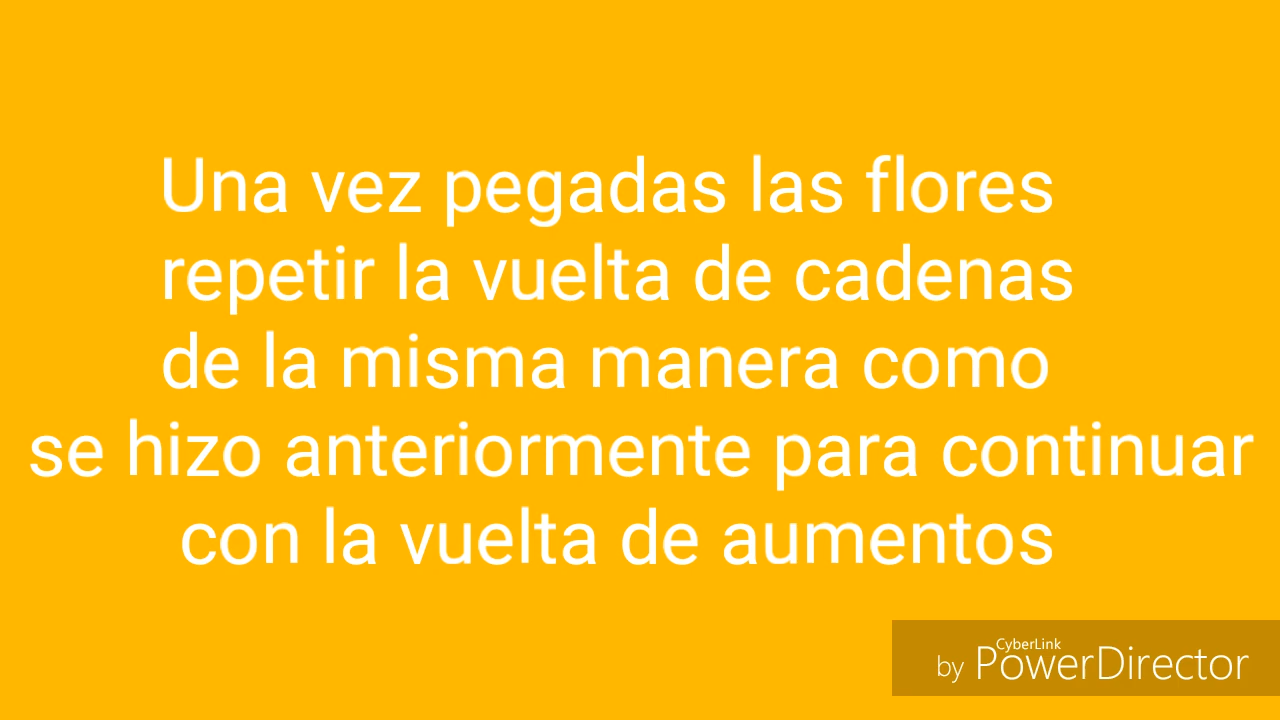 Una vez pegadas las flores
repetir la vuelta de cadenas
de la misma manera como
se hizo anteriormente para continuar
con la vuelta de aumentos
CyberLink
by PowerDirector